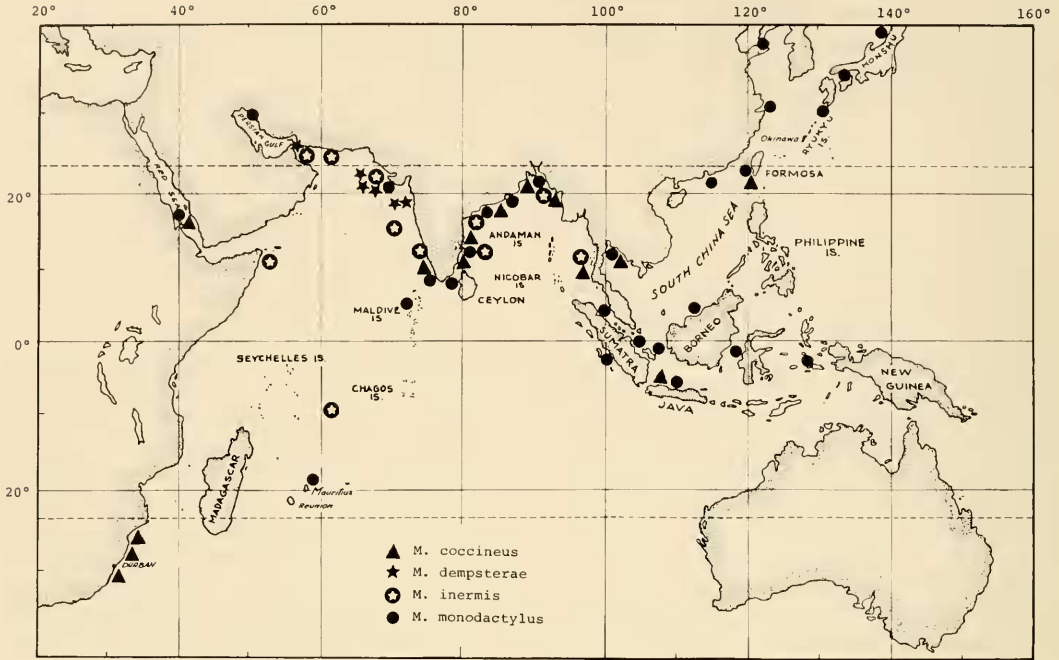 20° 40° 60° 80° 100° 120° 140° 160°
HONSHU
PERSIAN GULF
Okinawa
RYUKYU IS.
RED SEA
FORMOSA
20°
SOUTH CHINA SEA
ANDAMAN IS
PHILIPPINE IS.
NICOBAR IS
CEYLON
MALDIVE IS
BORNEO
SUMATRA
0°
SEYCHELLES IS.
NEW GUINEA
CHAGOS IS.
JAVA
MADAGASCAR
20°
Mauritius
Reunion
DURBAN
M. coccineus
M. dempsterae
M. inermis
M. monodactylus